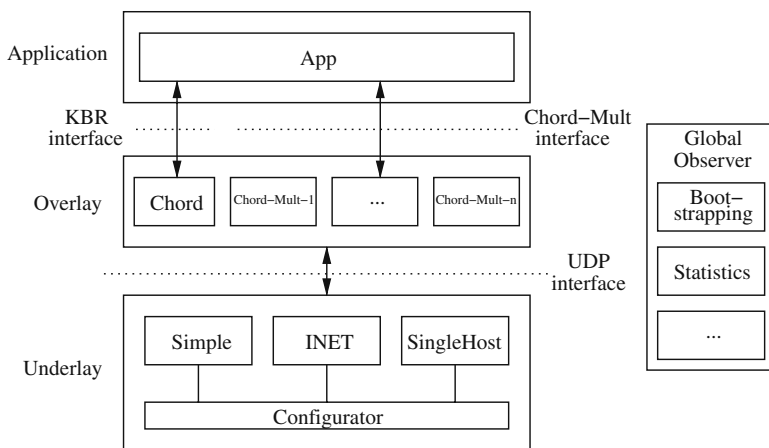 Application
App
KBR
interface
Chord−Mult
interface
Global
Observer
Overlay
Chord
Chord−Mult−1
...
Chord−Mult−n
Boot−
strapping
UDP
interface
Statistics
Underlay
Simple
INET
SingleHost
...
Configurator